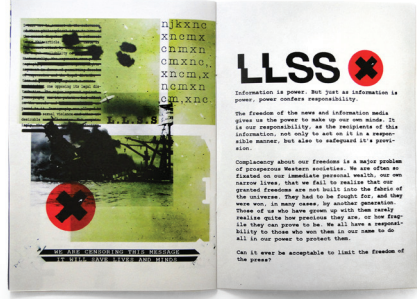 njkxnc
xncmx
cnmxn
cmxnc,
xncm,x
ncmxn
cm,xnc.
WE ARE CENSORING THIS MESSAGE
IT WILL SAVE LIVES AND MINDS
LLSS
Information is power. But just as information is
power, power confers responsibility.
The freedom of the news and information media
gives us the power to make up our own minds. It
is our responsibility, as the recipients of this
information, not only to act on it in a respon-
sible manner, but also to safeguard it's provi-
sion.
Complacency about our freedoms is a major problem
of prosperous Western societies. We are often so
fixated on our immediate personal wealth, our own
narrow lives, that we fail to realize that our
granted freedoms are not built into the fabric of
the universe. They had to be fought for, and they
were won, in many cases, by another generation.
Those of us who have grown up with them rarely
realize quite how precious they are, or how frag-
ile they can prove to be. We all have a responsi-
bility to those who won them in our name to do
all in our power to protect them.
Can it ever be acceptable to limit the freedom of
the press?